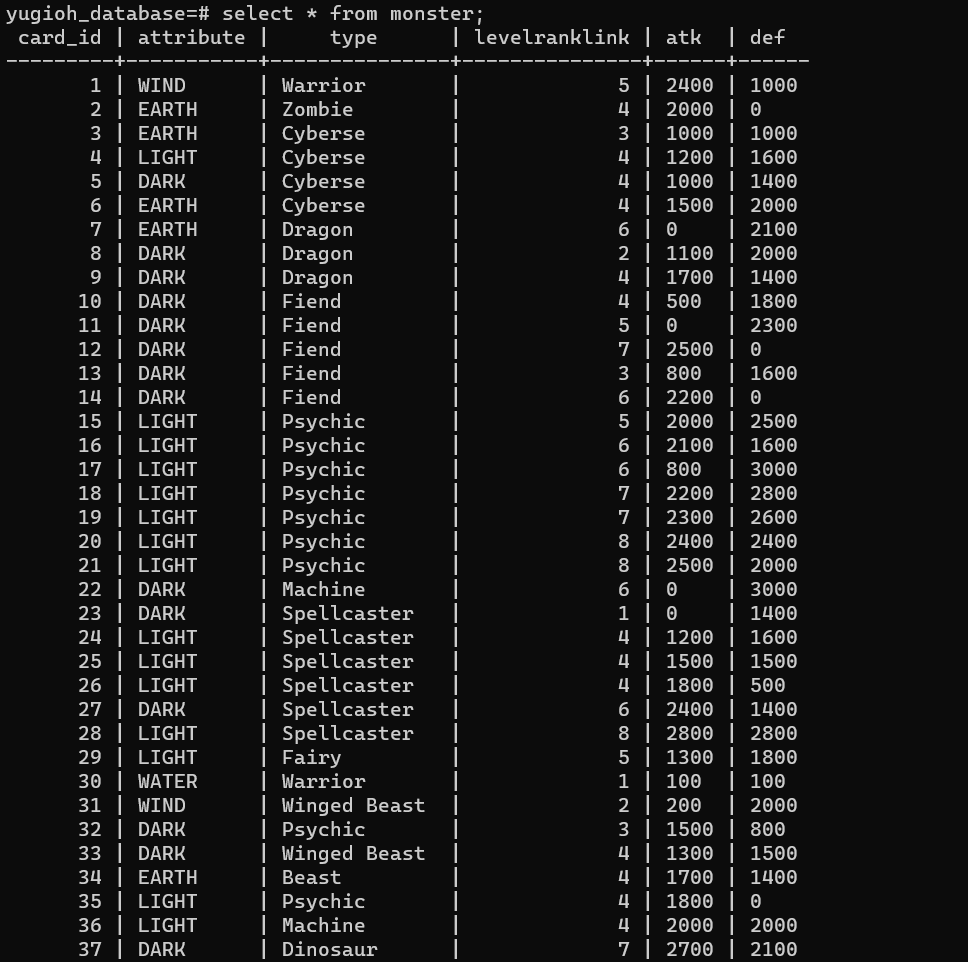 yugioh_database=# select * from monster;
 card_id | attribute |     type      | levelranklink | atk  | def
---------+-----------+---------------+---------------+------+------
       1 | WIND      | Warrior       |             5 | 2400 | 1000
       2 | EARTH     | Zombie        |             4 | 2000 | 0
       3 | EARTH     | Cyberse       |             3 | 1000 | 1000
       4 | LIGHT     | Cyberse       |             4 | 1200 | 1600
       5 | DARK      | Cyberse       |             4 | 1000 | 1400
       6 | EARTH     | Cyberse       |             4 | 1500 | 2000
       7 | EARTH     | Dragon        |             6 | 0    | 2100
       8 | DARK      | Dragon        |             2 | 1100 | 2000
       9 | DARK      | Dragon        |             4 | 1700 | 1400
      10 | DARK      | Fiend         |             4 | 500  | 1800
      11 | DARK      | Fiend         |             5 | 0    | 2300
      12 | DARK      | Fiend         |             7 | 2500 | 0
      13 | DARK      | Fiend         |             3 | 800  | 1600
      14 | DARK      | Fiend         |             6 | 2200 | 0
      15 | LIGHT     | Psychic       |             5 | 2000 | 2500
      16 | LIGHT     | Psychic       |             6 | 2100 | 1600
      17 | LIGHT     | Psychic       |             6 | 800  | 3000
      18 | LIGHT     | Psychic       |             7 | 2200 | 2800
      19 | LIGHT     | Psychic       |             7 | 2300 | 2600
      20 | LIGHT     | Psychic       |             8 | 2400 | 2400
      21 | LIGHT     | Psychic       |             8 | 2500 | 2000
      22 | DARK      | Machine       |             6 | 0    | 3000
      23 | DARK      | Spellcaster   |             1 | 0    | 1400
      24 | LIGHT     | Spellcaster   |             4 | 1200 | 1600
      25 | LIGHT     | Spellcaster   |             4 | 1500 | 1500
      26 | LIGHT     | Spellcaster   |             4 | 1800 | 500
      27 | DARK      | Spellcaster   |             6 | 2400 | 1400
      28 | LIGHT     | Spellcaster   |             8 | 2800 | 2800
      29 | LIGHT     | Fairy         |             5 | 1300 | 1800
      30 | WATER     | Warrior       |             1 | 100  | 100
      31 | WIND      | Winged Beast  |             2 | 200  | 2000
      32 | DARK      | Psychic       |             3 | 1500 | 800
      33 | DARK      | Winged Beast  |             4 | 1300 | 1500
      34 | EARTH     | Beast         |             4 | 1700 | 1400
      35 | LIGHT     | Psychic       |             4 | 1800 | 0
      36 | LIGHT     | Machine       |             4 | 2000 | 2000
      37 | DARK      | Dinosaur      |             7 | 2700 | 2100